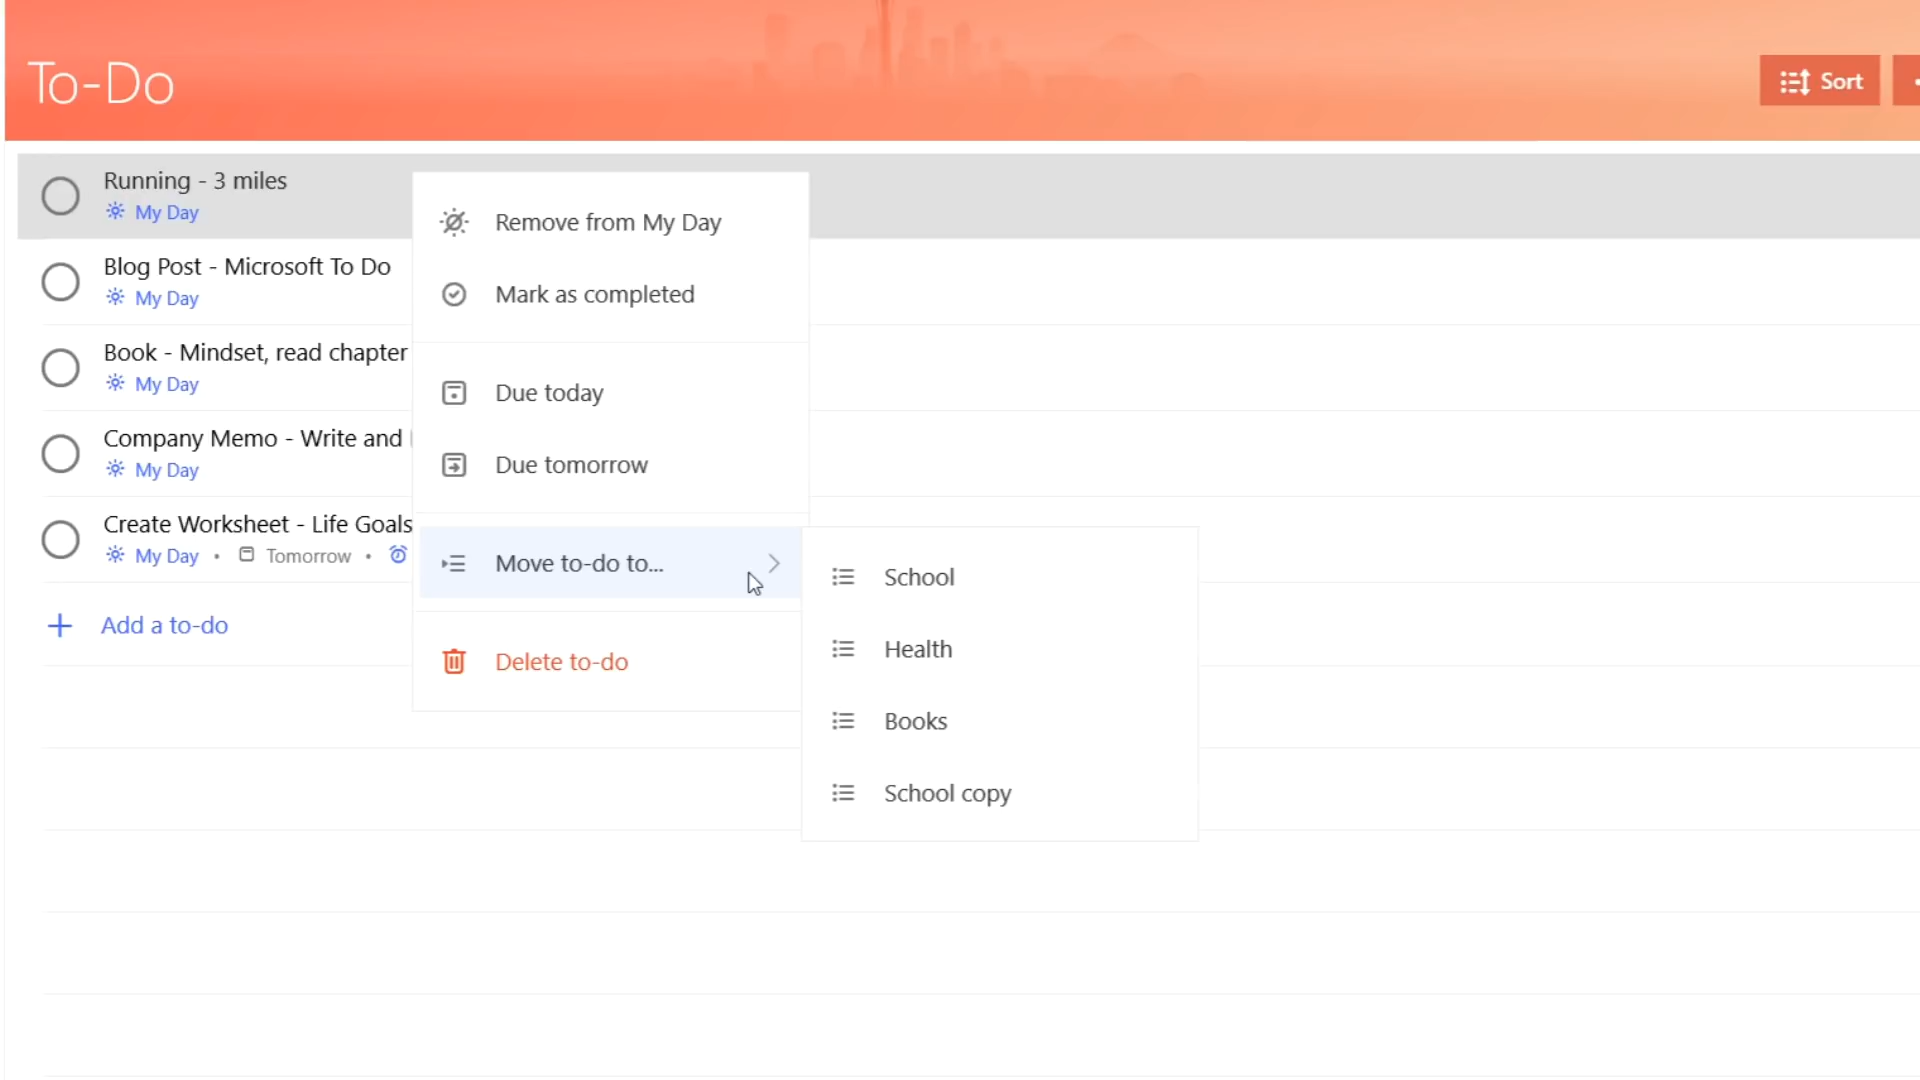 To-Do
Sort
Running - 3 miles
My Day
Blog Post - Microsoft To Do
My Day
Book - Mindset, read chapter
My Day
Company Memo - Write and
My Day
Create Worksheet - Life Goals
My Day • Tomorrow •
Add a to-do
Remove from My Day
Mark as completed
Due today
Due tomorrow
Move to-do to...
Delete to-do
School
Health
Books
School copy